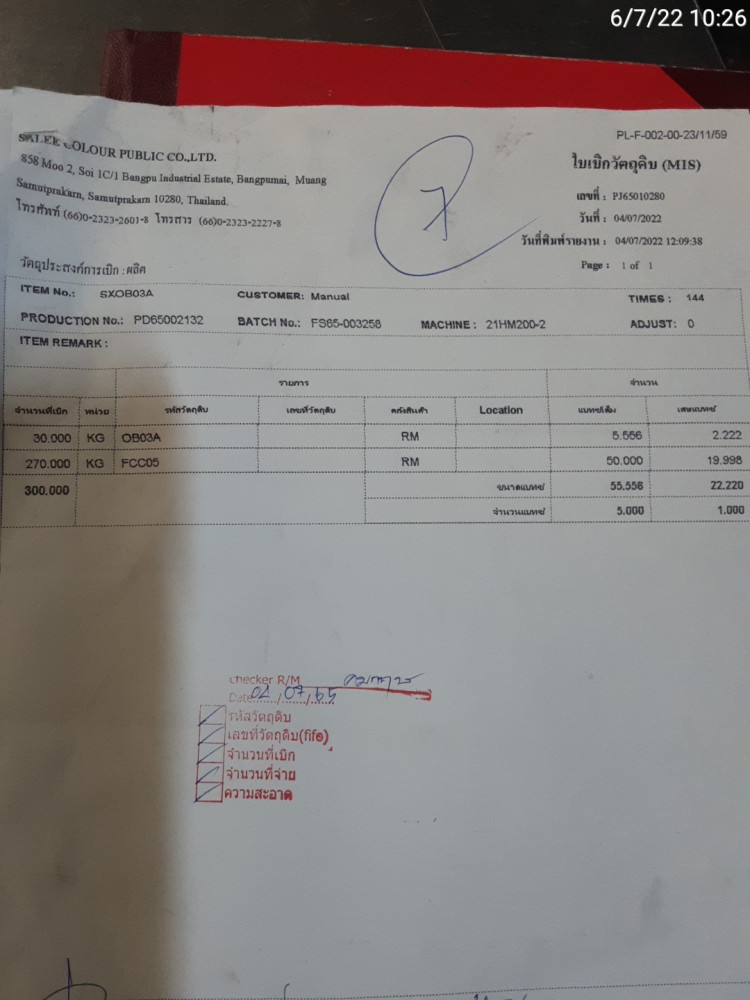 6/7/22 10:26
PL-F-002-00-23/11/59
SALEE COLOUR PUBLIC CO.,LTD.
858 Moo 2, Soi 1C/1 Bangpu Industrial Estate, Bangpumai, Muang
Samutprakarn, Samutprakarn 10280, Thailand.
โทรศัพท์ (66)0-2323-2601-8 โทรสาร (66)0-2323-2227-8
ใบเบิกวัตถุดิบ (M18)
เลขที่ : PJ65010280
วันที่ : 04/07/2022
วันที่พิมพ์รายงาน : 04/07/2022 12:09:38
Page : 1 of 1
7
วัตถุประสงค์การเบิก : ผลิต
ITEM No.: SXOB03A CUSTOMER: Manual TIMES : 144
PRODUCTION No.: PD65002132 BATCH No.: FS65-003258 MACHINE : 21HM200-2 ADJUST: 0
ITEM REMARK :
รายการ จำนวน
จำนวนที่เบิก หน่วย รหัสวัตถุดิบ เลขที่วัตถุดิบ คลังสินค้า Location แบทช์เต็ม เศษแบทช์
30.000 KG OB03A RM 5.556 2.222
270.000 KG FCC05 RM 50.000 19.998
300.000 ขนาดแบทช์ 55.556 22.220
จำนวนแบทช์ 5.000 1.000
checker R/M
Date 04/07/65
รหัสวัตถุดิบ
เลขที่วัตถุดิบ(fifo)
จำนวนที่เบิก
จำนวนที่จ่าย
ความสะอาด